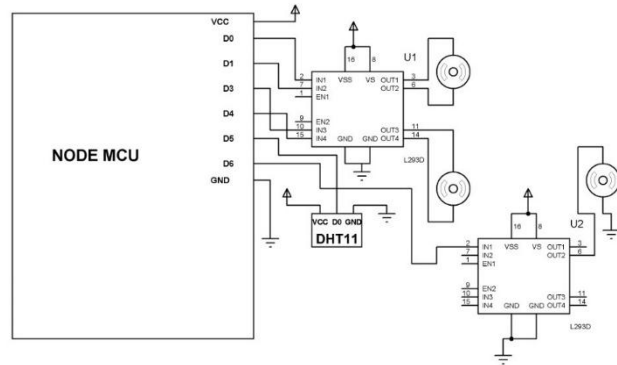 VCC
D0
D1
D3
D4
D5
D6
GND
NODE MCU
U1
16 8
VSS VS
2 IN1 OUT1 3
7 IN2 OUT2 6
1 EN1
9 EN2
10 IN3 OUT3 11
15 IN4 OUT4 14
GND GND
L293D
VCC D0 GND
DHT11
U2
16 8
VSS VS
2 IN1 OUT1 3
7 IN2 OUT2 6
1 EN1
9 EN2
10 IN3 OUT3 11
15 IN4 OUT4 14
GND GND
L293D